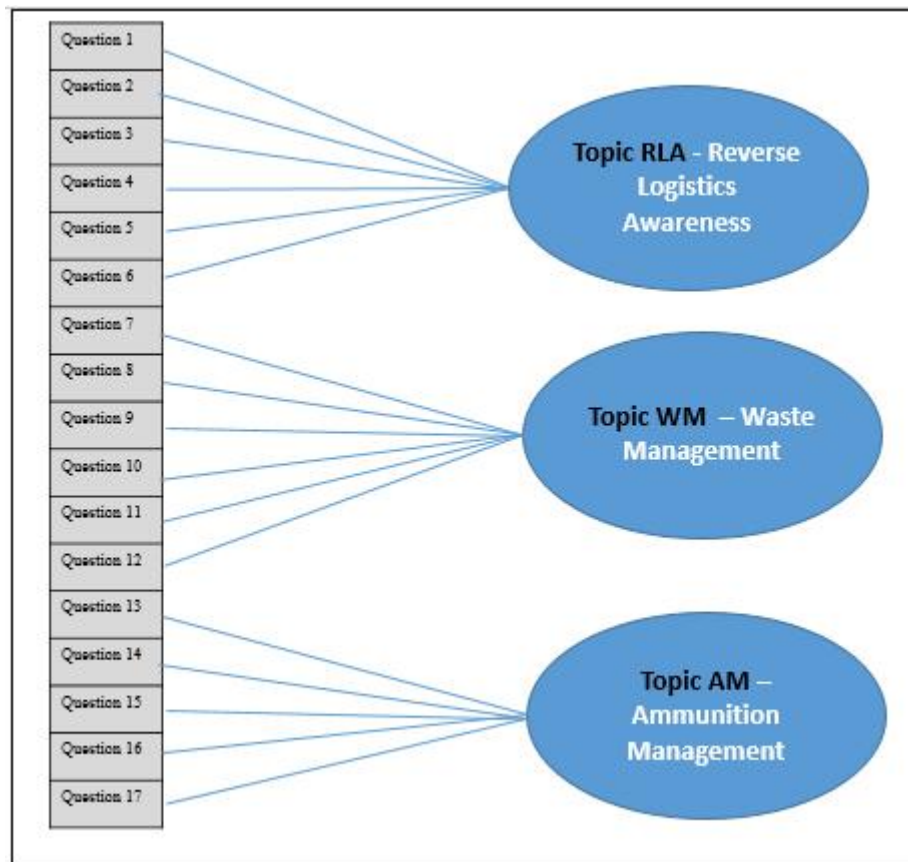 Question 1
Question 2
Question 3
Question 4
Question 5
Question 6
Question 7
Question 8
Question 9
Question 10
Question 11
Question 12
Question 13
Question 14
Question 15
Question 16
Question 17
Topic RLA - Reverse
Logistics
Awareness
Topic WM – Waste
Management
Topic AM –
Ammunition
Management